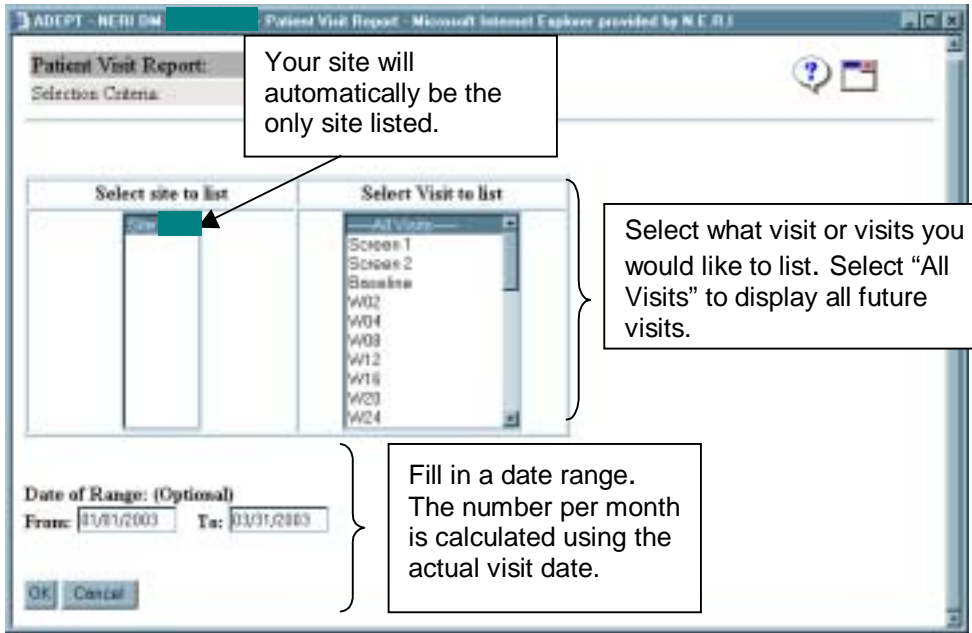 ADEPT - NERI DM - Patient Visit Report - Microsoft Internet Explorer provided by N.E.R.I
Patient Visit Report:
Selection Criteria
Your site will
automatically be the
only site listed.
Select site to list
Select Visit to list
Site
----All Visits----
Screen 1
Screen 2
Baseline
W02
W04
W08
W12
W16
W20
W24
Select what visit or visits you
would like to list. Select “All
Visits” to display all future
visits.
Date of Range: (Optional)
From: 01/01/2003 To: 03/31/2003
Fill in a date range.
The number per month
is calculated using the
actual visit date.
OK Cancel